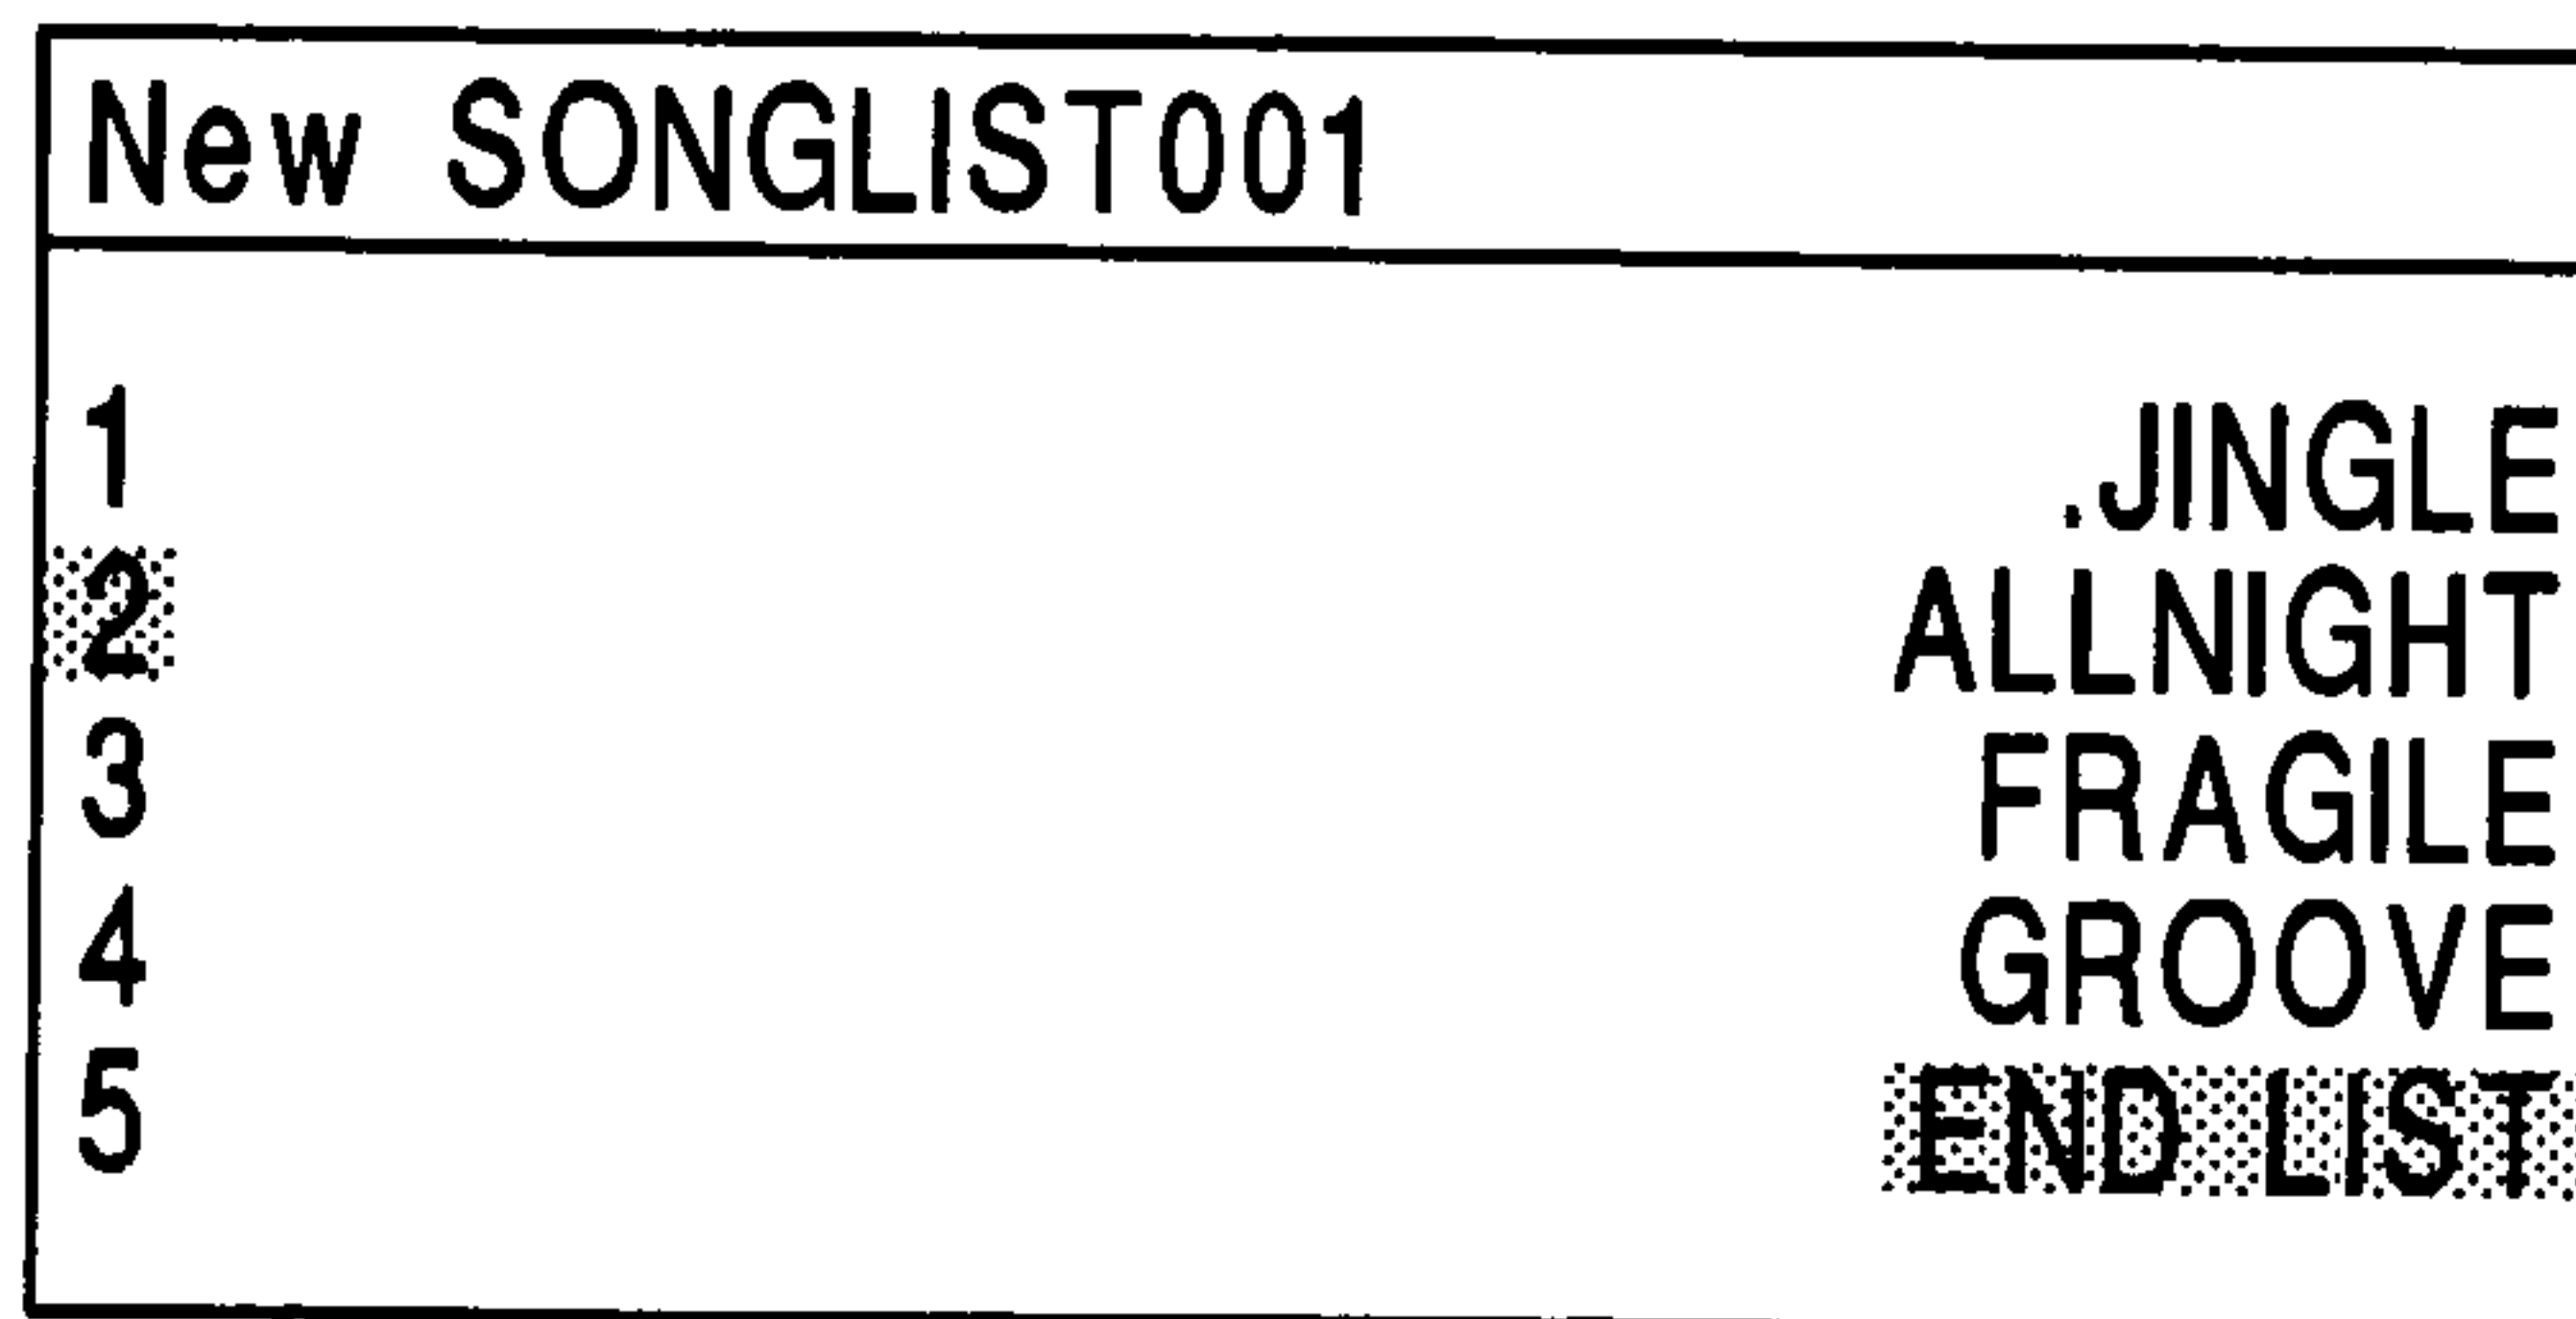 New SONGLIST001
1 .JINGLE
2 ALLNIGHT
3 FRAGILE
4 GROOVE
5 END LIST